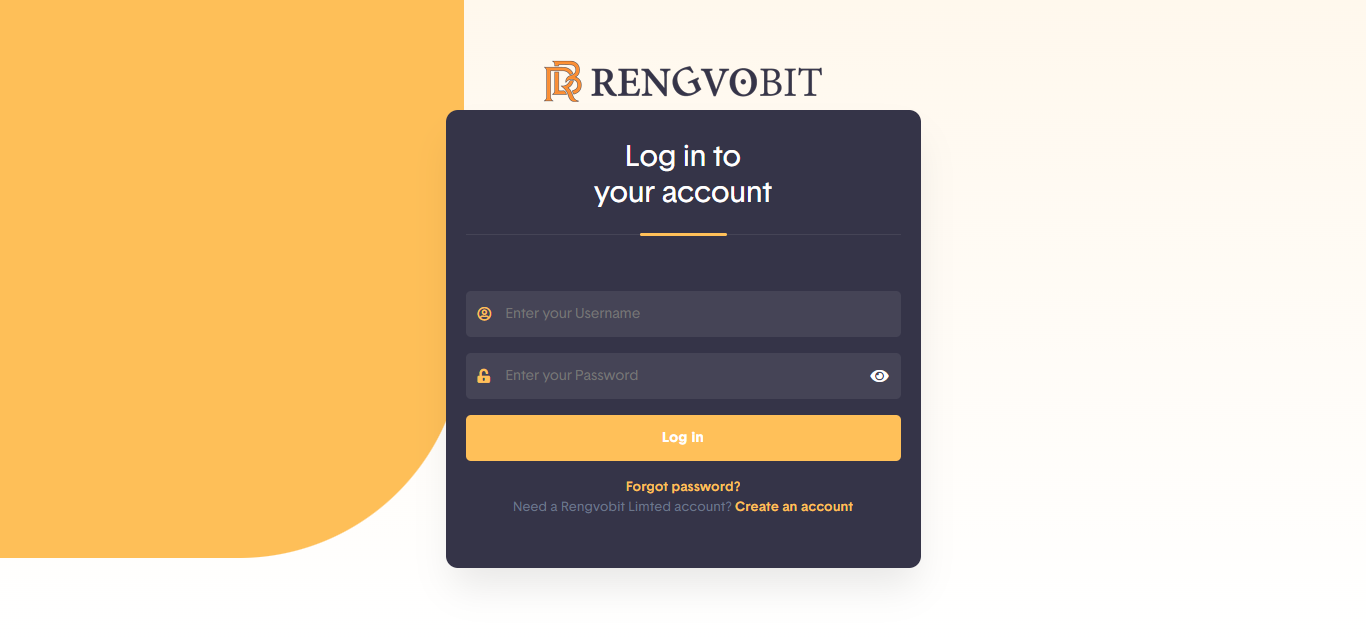 RENGVOBIT
Log in to
your account
Enter your Username
Enter your Password
Log In
Forgot password?
Need a Rengvobit Limted account? Create an account